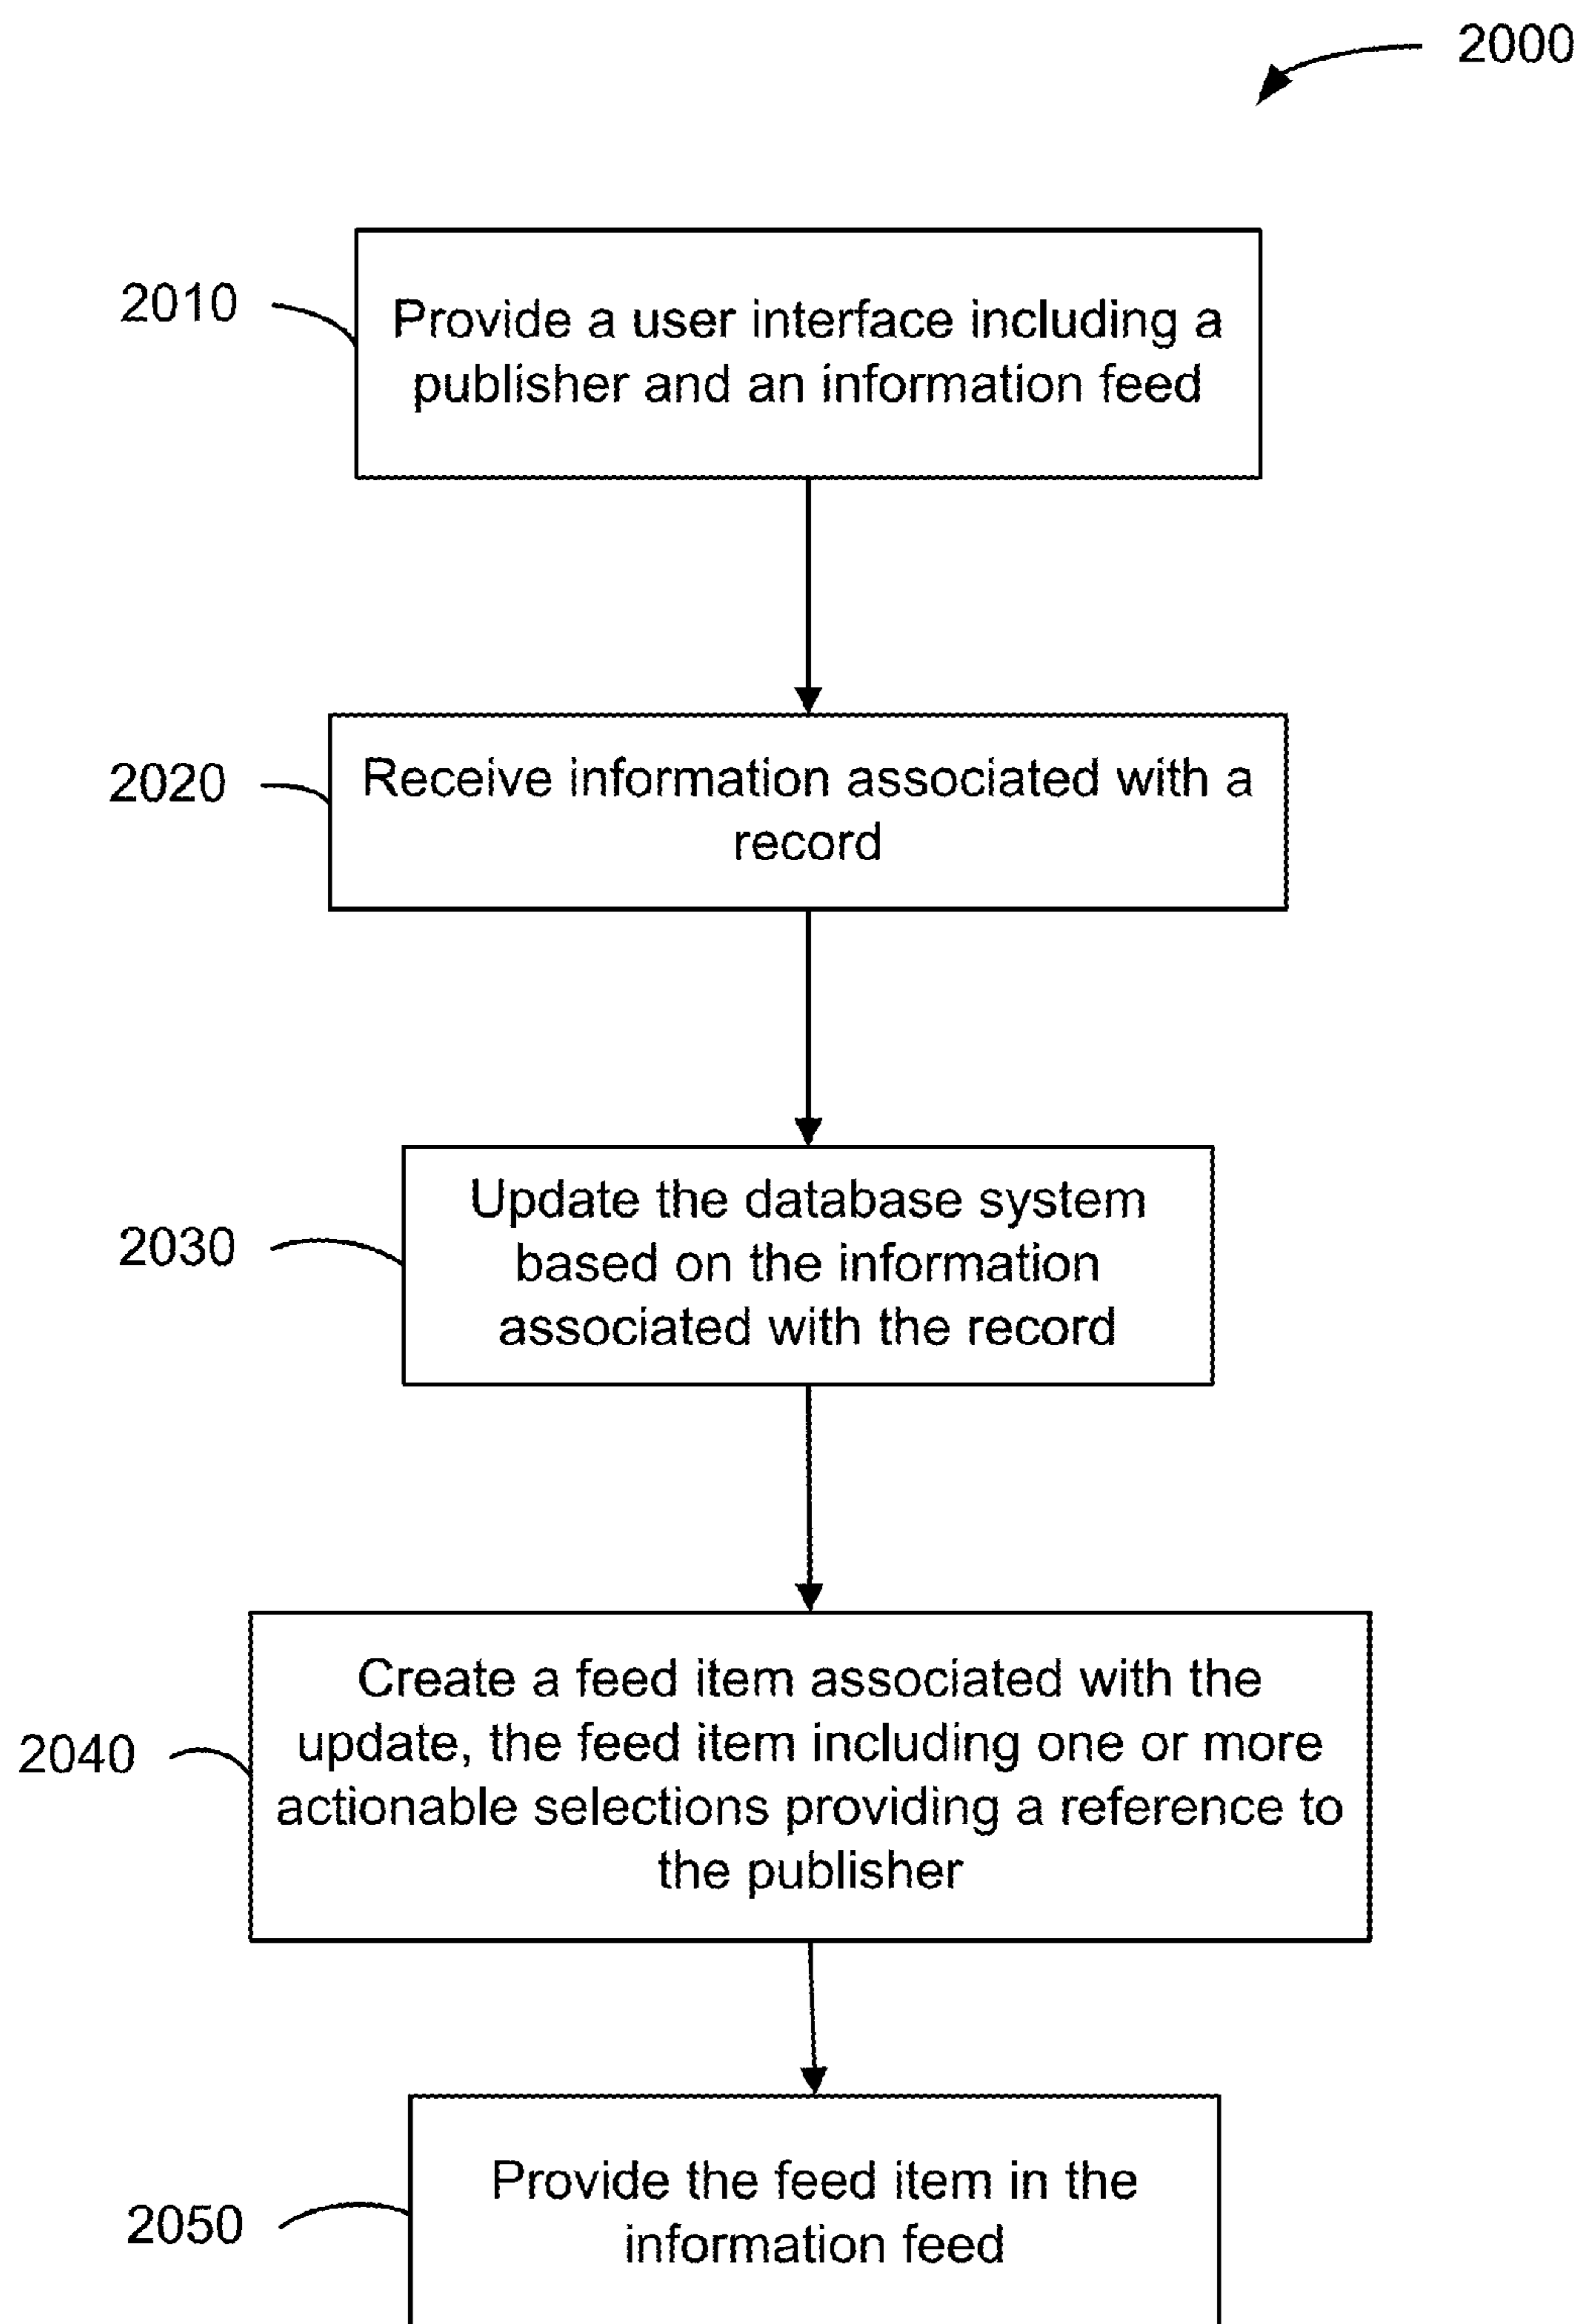 2000
2010
Provide a user interface including a
publisher and an information feed
2020
Receive information associated with a
record
2030
Update the database system
based on the information
associated with the record
2040
Create a feed item associated with the
update, the feed item including one or more
actionable selections providing a reference to
the publisher
2050
Provide the feed item in the
information feed